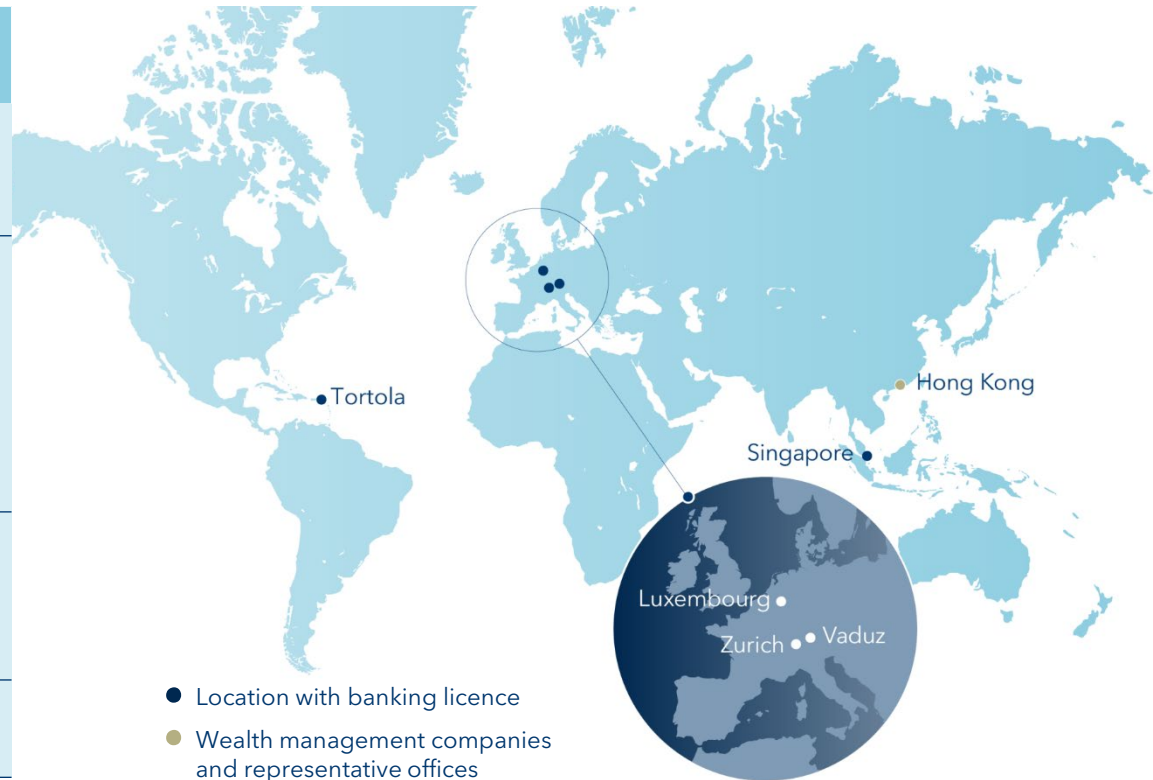 Tortola
Hong Kong
Singapore
Luxembourg
Zurich
Vaduz
Location with banking licence
Wealth management companies
and representative offices